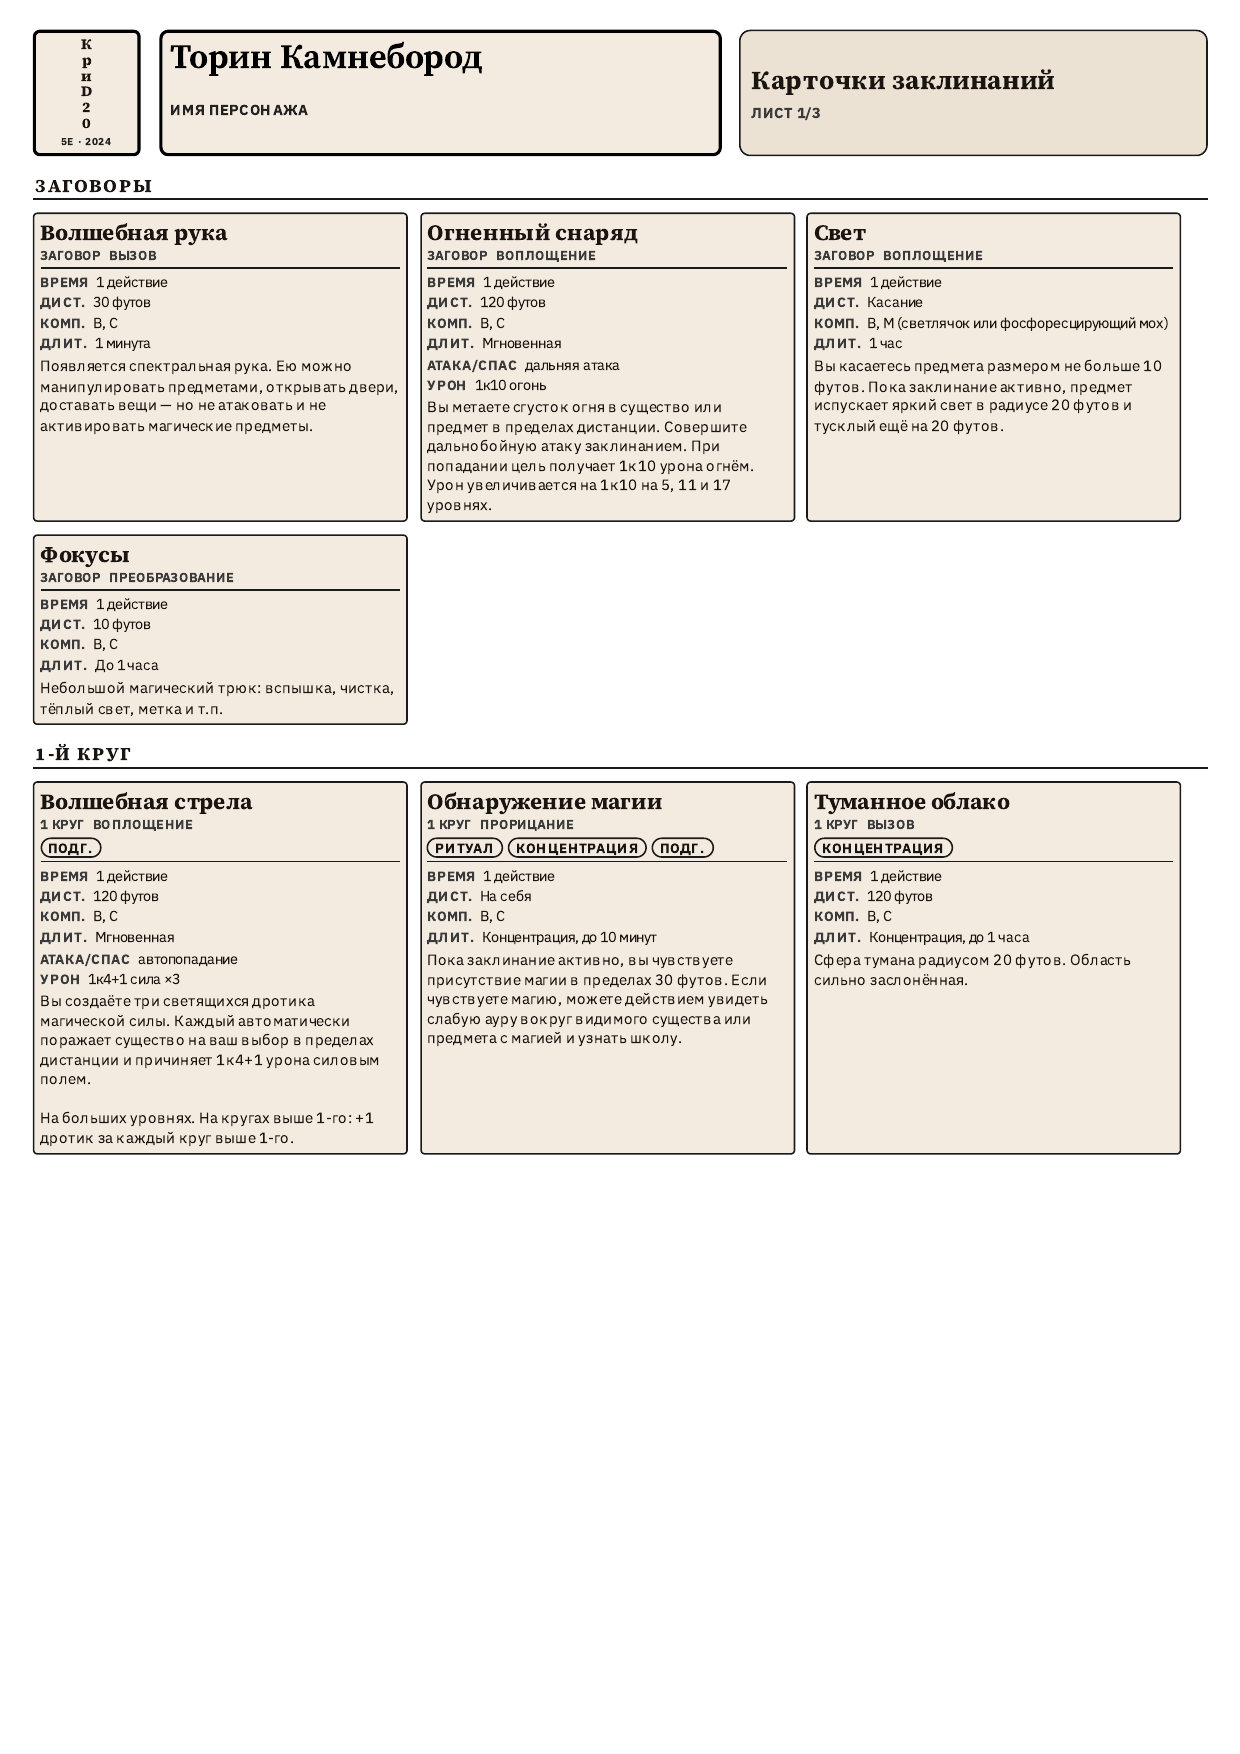 КриD20
5E · 2024
Торин Камнебород
ИМЯ ПЕРСОНАЖА
Карточки заклинаний
ЛИСТ 1/3
ЗАГОВОРЫ
Волшебная рука
ЗАГОВОР ВЫЗОВ
ВРЕМЯ 1 действие
ДИСТ. 30 футов
КОМП. В, С
ДЛИТ. 1 минута
Появляется спектральная рука. Ею можно
манипулировать предметами, открывать двери,
доставать вещи — но не атаковать и не
активировать магические предметы.
Огненный снаряд
ЗАГОВОР ВОПЛОЩЕНИЕ
ВРЕМЯ 1 действие
ДИСТ. 120 футов
КОМП. В, С
ДЛИТ. Мгновенная
АТАКА/СПАС дальняя атака
УРОН 1к10 огонь
Вы метаете сгусток огня в существо или
предмет в пределах дистанции. Совершите
дальнобойную атаку заклинанием. При
попадании цель получает 1к10 урона огнём.
Урон увеличивается на 1к10 на 5, 11 и 17
уровнях.
Свет
ЗАГОВОР ВОПЛОЩЕНИЕ
ВРЕМЯ 1 действие
ДИСТ. Касание
КОМП. В, М (светлячок или фосфоресцирующий мох)
ДЛИТ. 1 час
Вы касаетесь предмета размером не больше 10
футов. Пока заклинание активно, предмет
испускает яркий свет в радиусе 20 футов и
тусклый ещё на 20 футов.
Фокусы
ЗАГОВОР ПРЕОБРАЗОВАНИЕ
ВРЕМЯ 1 действие
ДИСТ. 10 футов
КОМП. В, С
ДЛИТ. До 1 часа
Небольшой магический трюк: вспышка, чистка,
тёплый свет, метка и т.п.
1-Й КРУГ
Волшебная стрела
1 КРУГ ВОПЛОЩЕНИЕ
ПОДГ.
ВРЕМЯ 1 действие
ДИСТ. 120 футов
КОМП. В, С
ДЛИТ. Мгновенная
АТАКА/СПАС автопопадание
УРОН 1к4+1 сила ×3
Вы создаёте три светящихся дротика
магической силы. Каждый автоматически
поражает существо на ваш выбор в пределах
дистанции и причиняет 1к4+1 урона силовым
полем.
На больших уровнях. На кругах выше 1-го: +1
дротик за каждый круг выше 1-го.
Обнаружение магии
1 КРУГ ПРОРИЦАНИЕ
РИТУАЛ КОНЦЕНТРАЦИЯ ПОДГ.
ВРЕМЯ 1 действие
ДИСТ. На себя
КОМП. В, С
ДЛИТ. Концентрация, до 10 минут
Пока заклинание активно, вы чувствуете
присутствие магии в пределах 30 футов. Если
чувствуете магию, можете действием увидеть
слабую ауру вокруг видимого существа или
предмета с магией и узнать школу.
Туманное облако
1 КРУГ ВЫЗОВ
КОНЦЕНТРАЦИЯ
ВРЕМЯ 1 действие
ДИСТ. 120 футов
КОМП. В, С
ДЛИТ. Концентрация, до 1 часа
Сфера тумана радиусом 20 футов. Область
сильно заслонённая.